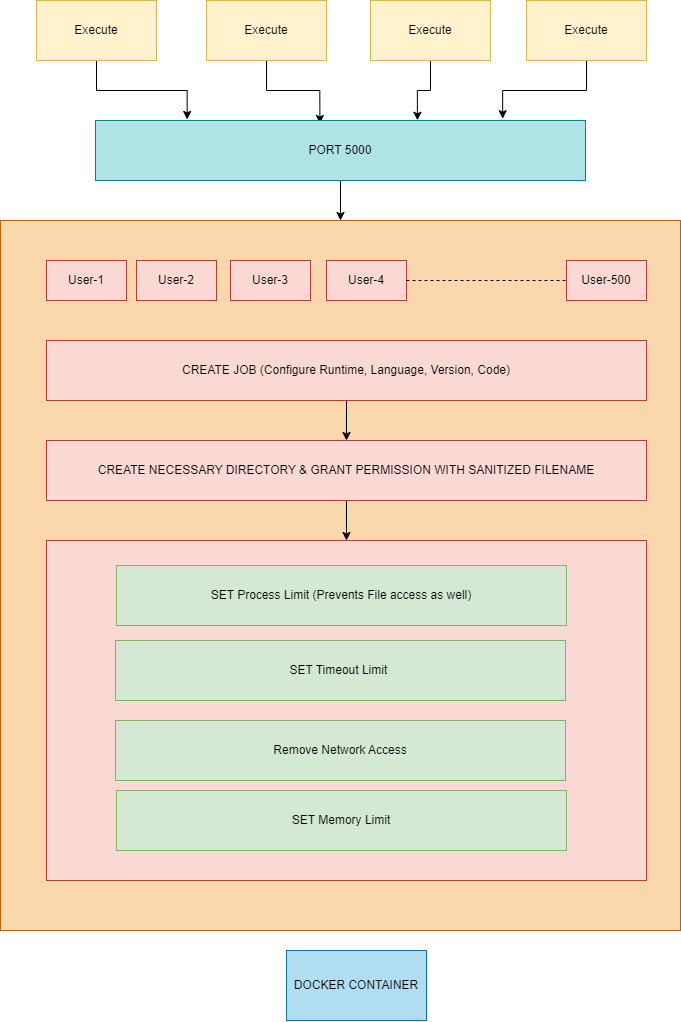 Execute
Execute
Execute
Execute
PORT 5000
User-1
User-2
User-3
User-4
User-500
CREATE JOB (Configure Runtime, Language, Version, Code)
CREATE NECESSARY DIRECTORY & GRANT PERMISSION WITH SANITIZED FILENAME
SET Process Limit (Prevents File access as well)
SET Timeout Limit
Remove Network Access
SET Memory Limit
DOCKER CONTAINER